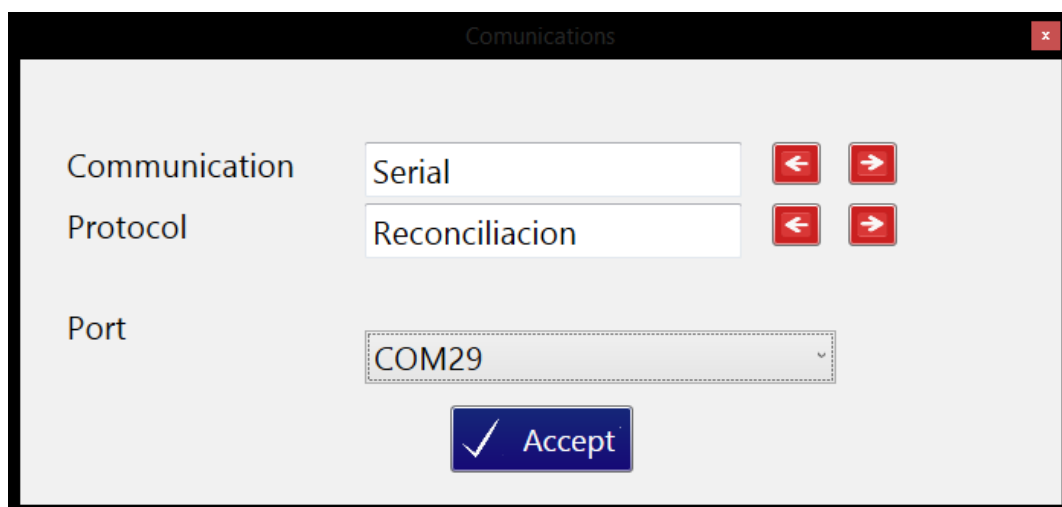 Comunications
x
Communication Serial
Protocol Reconciliacion
Port
COM29
Accept